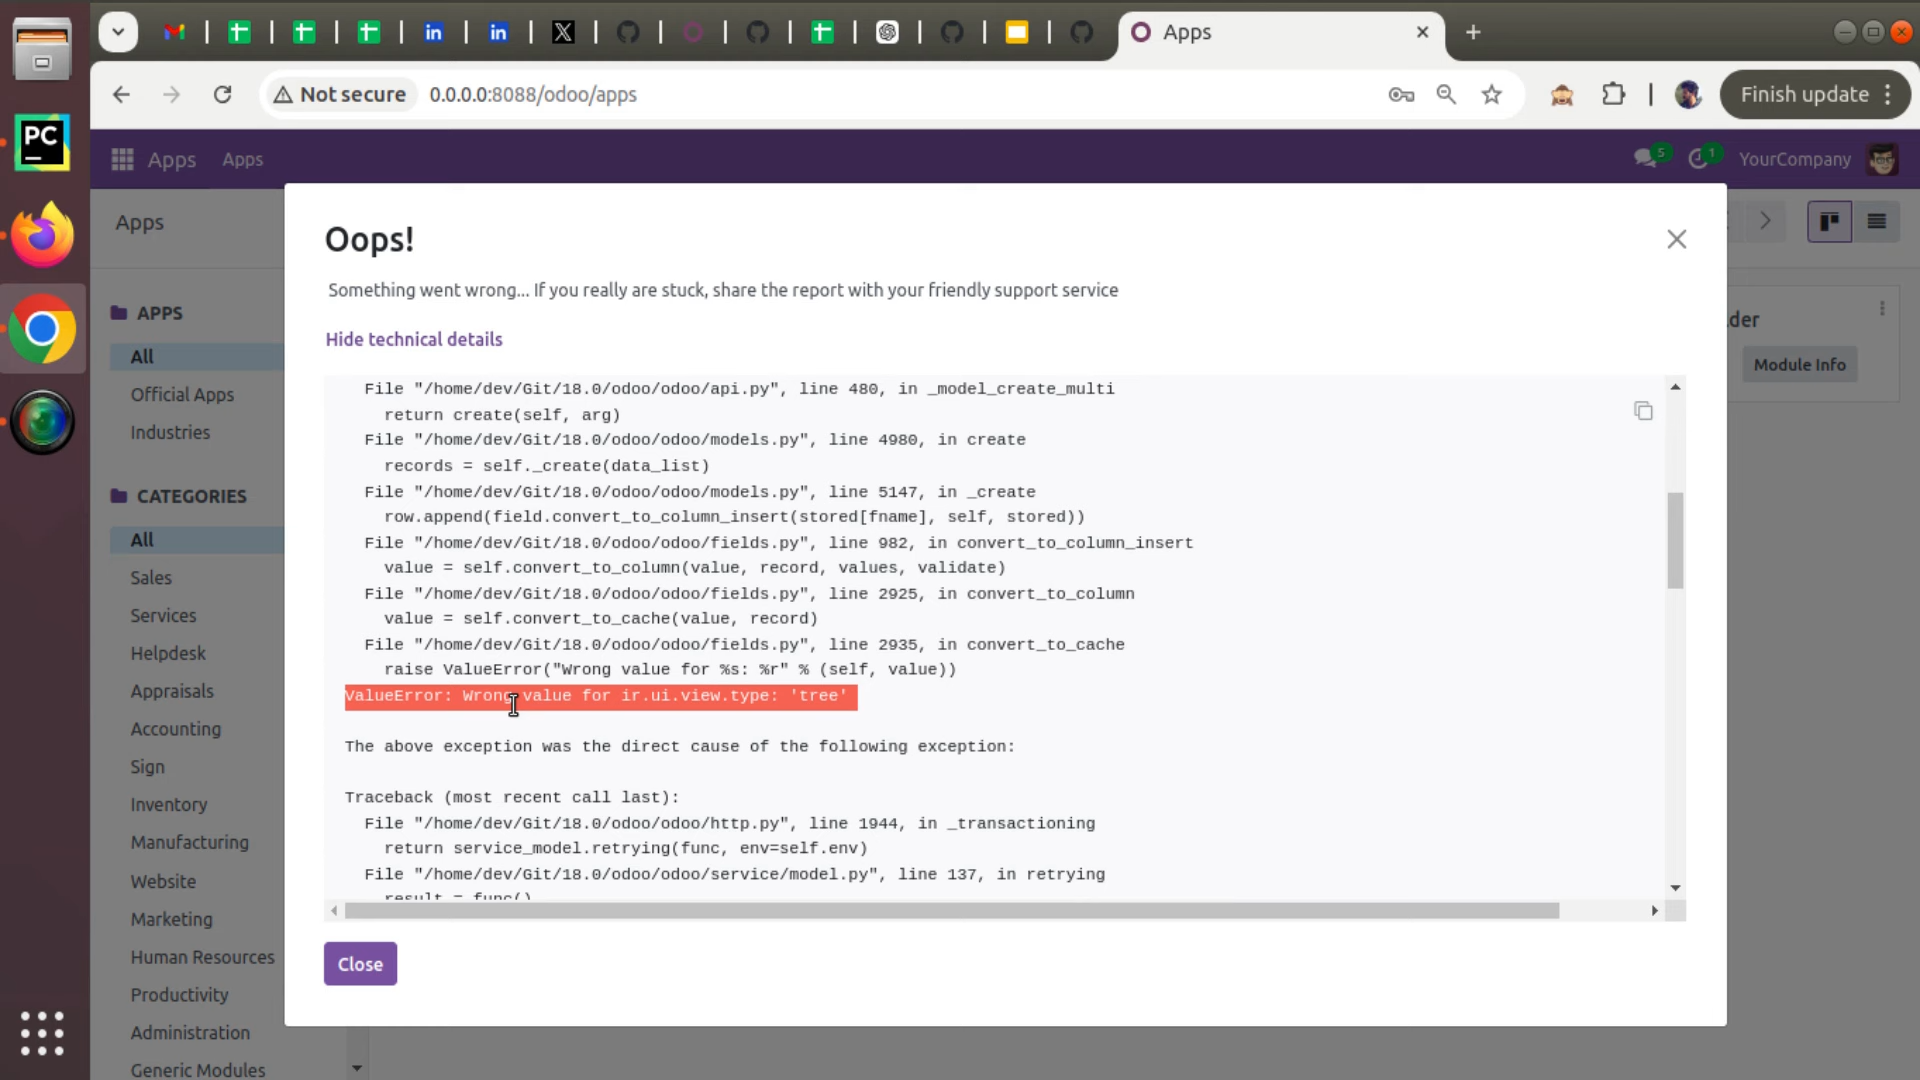 Apps
Not secure
0.0.0.0:8088/odoo/apps
Finish update
Apps
Apps
5
1
YourCompany
Apps
APPS
All
Official Apps
Industries
CATEGORIES
All
Sales
Services
Helpdesk
Appraisals
Accounting
Sign
Inventory
Manufacturing
Website
Marketing
Human Resources
Productivity
Administration
Generic Modules
der
Module Info
PC
Oops!
Something went wrong... If you really are stuck, share the report with your friendly support service
Hide technical details
File "/home/dev/Git/18.0/odoo/odoo/api.py", line 480, in _model_create_multi
return create(self, arg)
File "/home/dev/Git/18.0/odoo/odoo/models.py", line 4980, in create
records = self._create(data_list)
File "/home/dev/Git/18.0/odoo/odoo/models.py", line 5147, in _create
row.append(field.convert_to_column_insert(stored[fname], self, stored))
File "/home/dev/Git/18.0/odoo/odoo/fields.py", line 982, in convert_to_column_insert
value = self.convert_to_column(value, record, values, validate)
File "/home/dev/Git/18.0/odoo/odoo/fields.py", line 2925, in convert_to_column
value = self.convert_to_cache(value, record)
File "/home/dev/Git/18.0/odoo/odoo/fields.py", line 2935, in convert_to_cache
raise ValueError("Wrong value for %s: %r" % (self, value))
ValueError: Wrong value for ir.ui.view.type: 'tree'
The above exception was the direct cause of the following exception:
Traceback (most recent call last):
File "/home/dev/Git/18.0/odoo/odoo/http.py", line 1944, in _transactioning
return service_model.retrying(func, env=self.env)
File "/home/dev/Git/18.0/odoo/odoo/service/model.py", line 137, in retrying
result = func()
Close